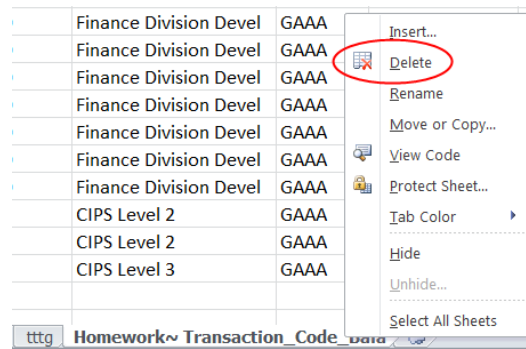 Finance Division Devel GAAA
Finance Division Devel GAAA
Finance Division Devel GAAA
Finance Division Devel GAAA
Finance Division Devel GAAA
Finance Division Devel GAAA
Finance Division Devel GAAA
CIPS Level 2 GAAA
CIPS Level 2 GAAA
CIPS Level 3 GAAA
Insert...
Delete
Rename
Move or Copy...
View Code
Protect Sheet...
Tab Color
Hide
Unhide...
Select All Sheets
tttg Homework~ Transaction_Code_Data